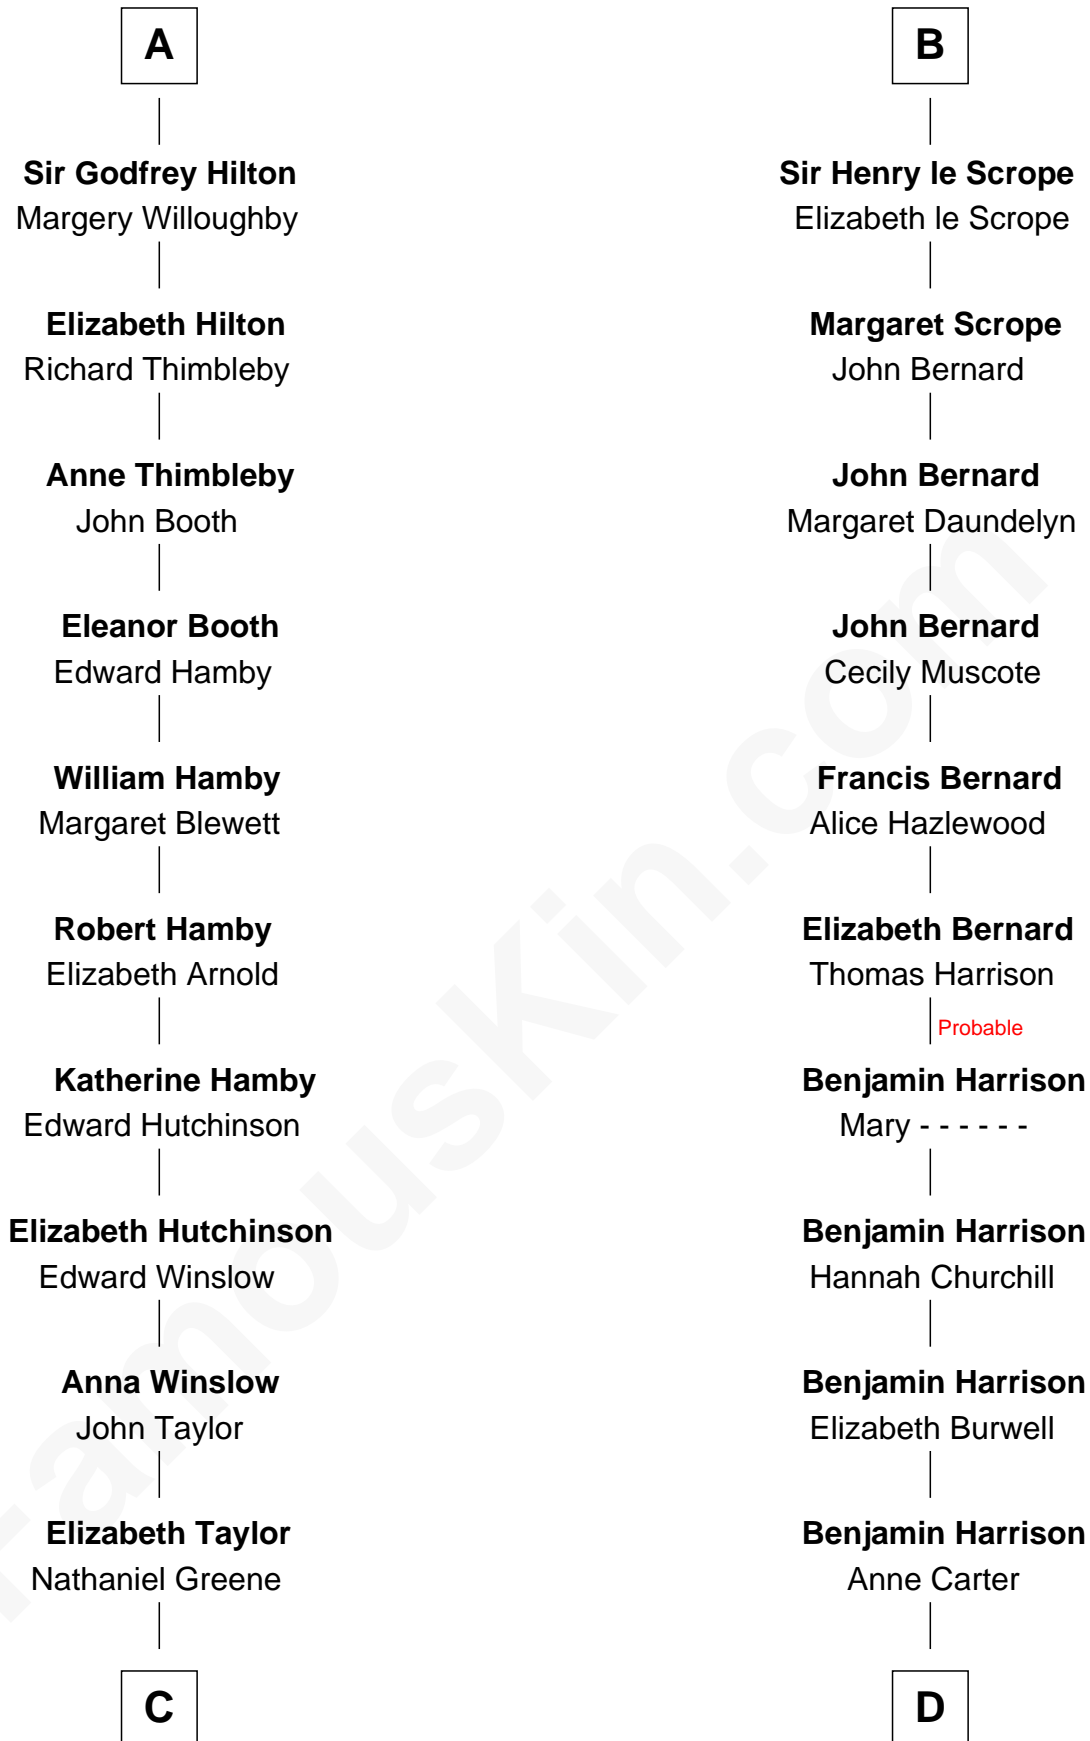 A
Sir Godfrey Hilton
Margery Willoughby
Elizabeth Hilton
Richard Thimbleby
Anne Thimbleby
John Booth
Eleanor Booth
Edward Hamby
William Hamby
Margaret Blewett
Robert Hamby
Elizabeth Arnold
Katherine Hamby
Edward Hutchinson
Elizabeth Hutchinson
Edward Winslow
Anna Winslow
John Taylor
Elizabeth Taylor
Nathaniel Greene
C
B
Sir Henry le Scrope
Elizabeth le Scrope
Margaret Scrope
John Bernard
John Bernard
Margaret Daundelyn
John Bernard
Cecily Muscote
Francis Bernard
Alice Hazlewood
Elizabeth Bernard
Thomas Harrison
Probable
Benjamin Harrison
Mary - - - - - -
Benjamin Harrison
Hannah Churchill
Benjamin Harrison
Elizabeth Burwell
Benjamin Harrison
Anne Carter
D
FamousKin.com